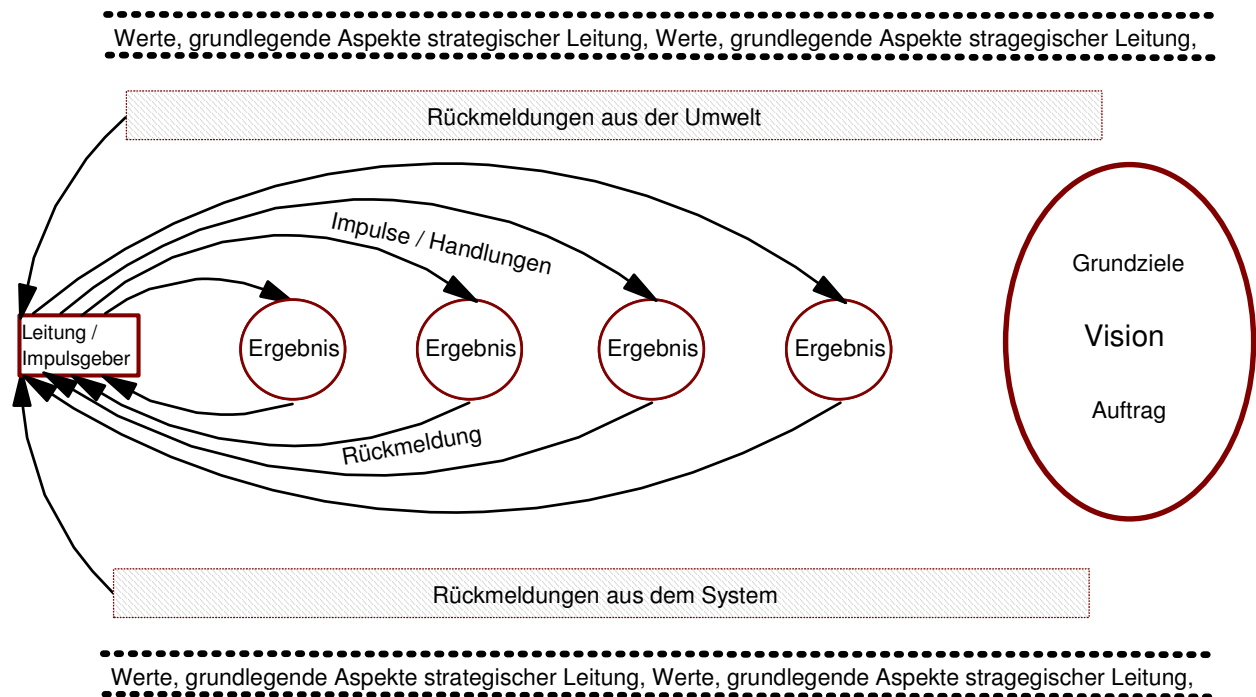 Werte, grundlegende Aspekte strategischer Leitung, Werte, grundlegende Aspekte stragegischer Leitung,
Rückmeldungen aus der Umwelt
Impulse / Handlungen
Grundziele
Leitung /
Impulsgeber
Ergebnis
Ergebnis
Ergebnis
Ergebnis
Vision
Auftrag
Rückmeldung
Rückmeldungen aus dem System
Werte, grundlegende Aspekte strategischer Leitung, Werte, grundlegende Aspekte stragegischer Leitung,